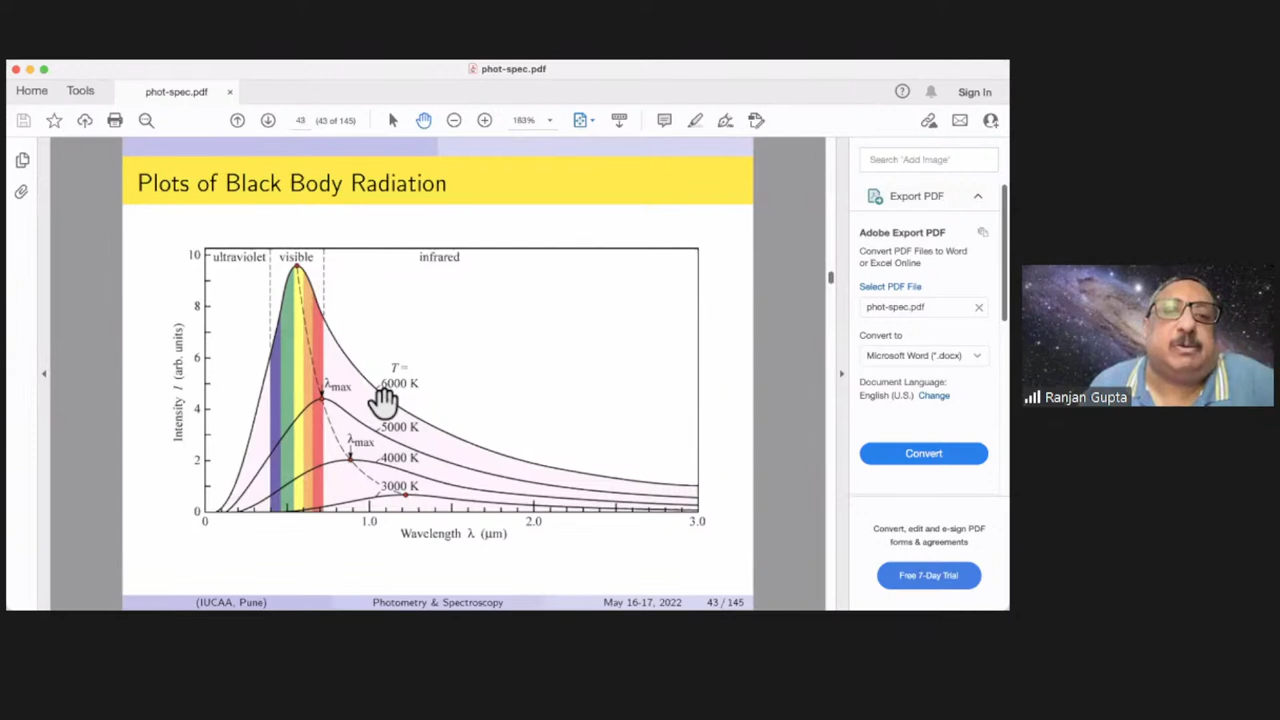 phot-spec.pdf
Home
Tools
phot-spec.pdf
×
Sign In
43
(43 of 145)
163%
Plots of Black Body Radiation
Search 'Add Image'
Export PDF
Adobe Export PDF
Convert PDF Files to Word
or Excel Online
Select PDF File
phot-spec.pdf
Convert to
Microsoft Word (*.docx)
Document Language:
English (U.S.) Change
Convert
Convert, edit and e-sign PDF
forms & agreements
Free 7-Day Trial
ultraviolet
visible
infrared
10
8
6
4
2
0
Intensity I (arb. units)
T =
6000 K
λmax
5000 K
λmax
4000 K
3000 K
0
1.0
2.0
3.0
Wavelength λ (μm)
(IUCAA, Pune)
Photometry & Spectroscopy
May 16-17, 2022
43 / 145
Ranjan Gupta